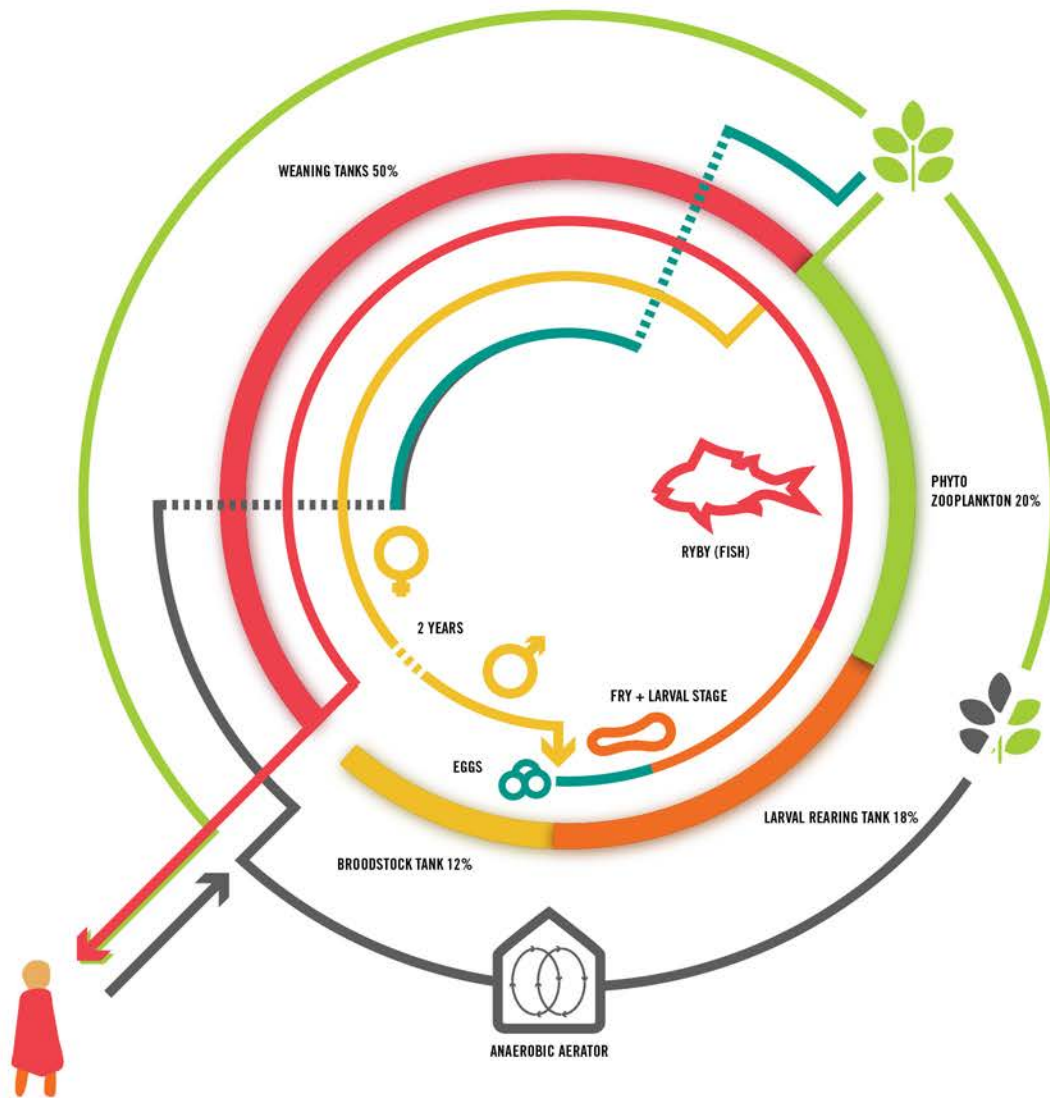 WEANING TANKS 50%
PHYTO
ZOOPLANKTON 20%
RYBY (FISH)
2 YEARS
FRY + LARVAL STAGE
EGGS
LARVAL REARING TANK 18%
BROODSTOCK TANK 12%
ANAEROBIC AERATOR